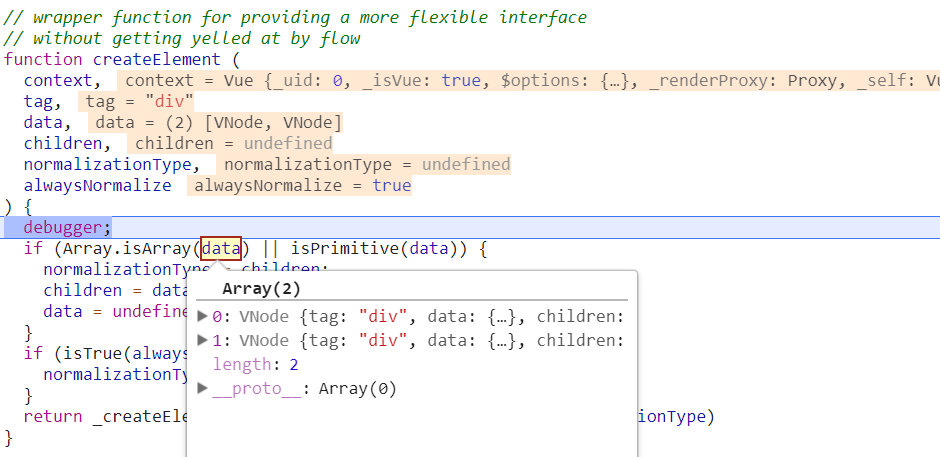 // wrapper function for providing a more flexible interface
// without getting yelled at by flow
function createElement (
context, context = Vue {_uid: 0, _isVue: true, $options: {…}, _renderProxy: Proxy, _self: Vu
tag, tag = "div"
data, data = (2) [VNode, VNode]
children, children = undefined
normalizationType, normalizationType = undefined
alwaysNormalize alwaysNormalize = true
) {
debugger;
if (Array.isArray(data) || isPrimitive(data)) {
normalizationType = children;
children = data
data = undefine
}
if (isTrue(always
normalizationTy
}
return _createEle ionType)
}
Array(2)
▶ 0: VNode {tag: "div", data: {…}, children:
▶ 1: VNode {tag: "div", data: {…}, children:
length: 2
▶ __proto__: Array(0)